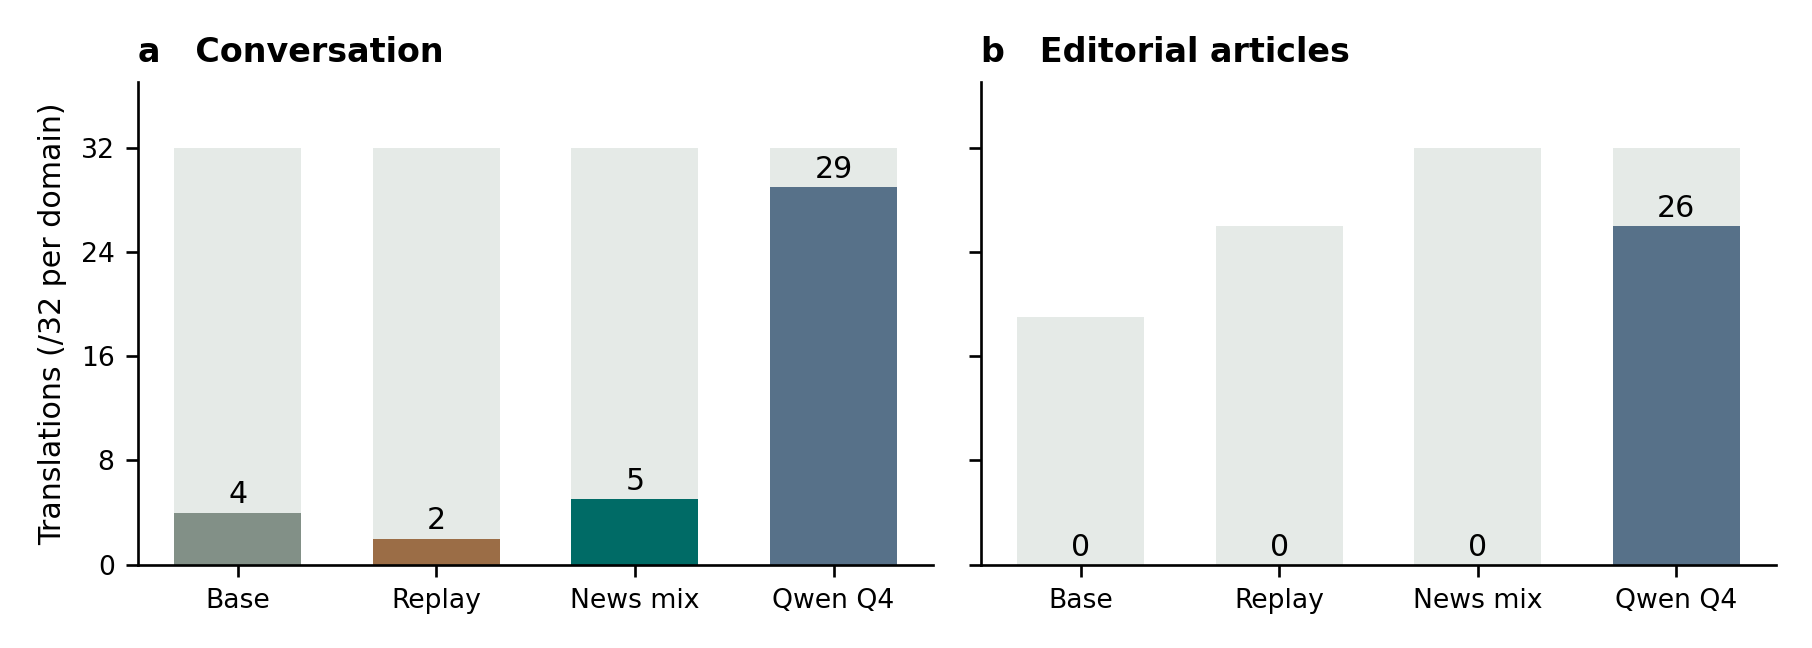 a Conversation
b Editorial articles
Translations (/32 per domain)
32
24
16
8
0
4
2
5
29
0
0
0
26
Base
Replay
News mix
Qwen Q4
Base
Replay
News mix
Qwen Q4